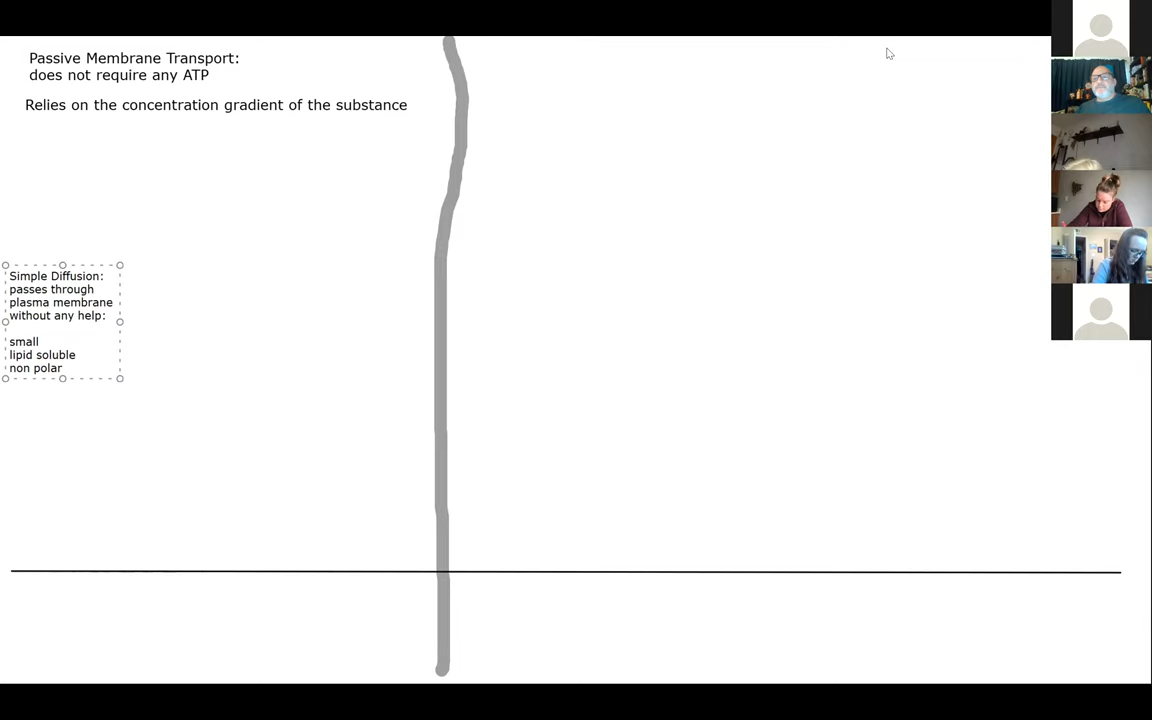 Passive Membrane Transport:
does not require any ATP
Relies on the concentration gradient of the substance
Simple Diffusion:
passes through
plasma membrane
without any help:
small
lipid soluble
non polar